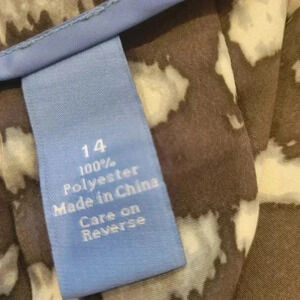 14
100%
Polyester
Made in China
Care on
Reverse